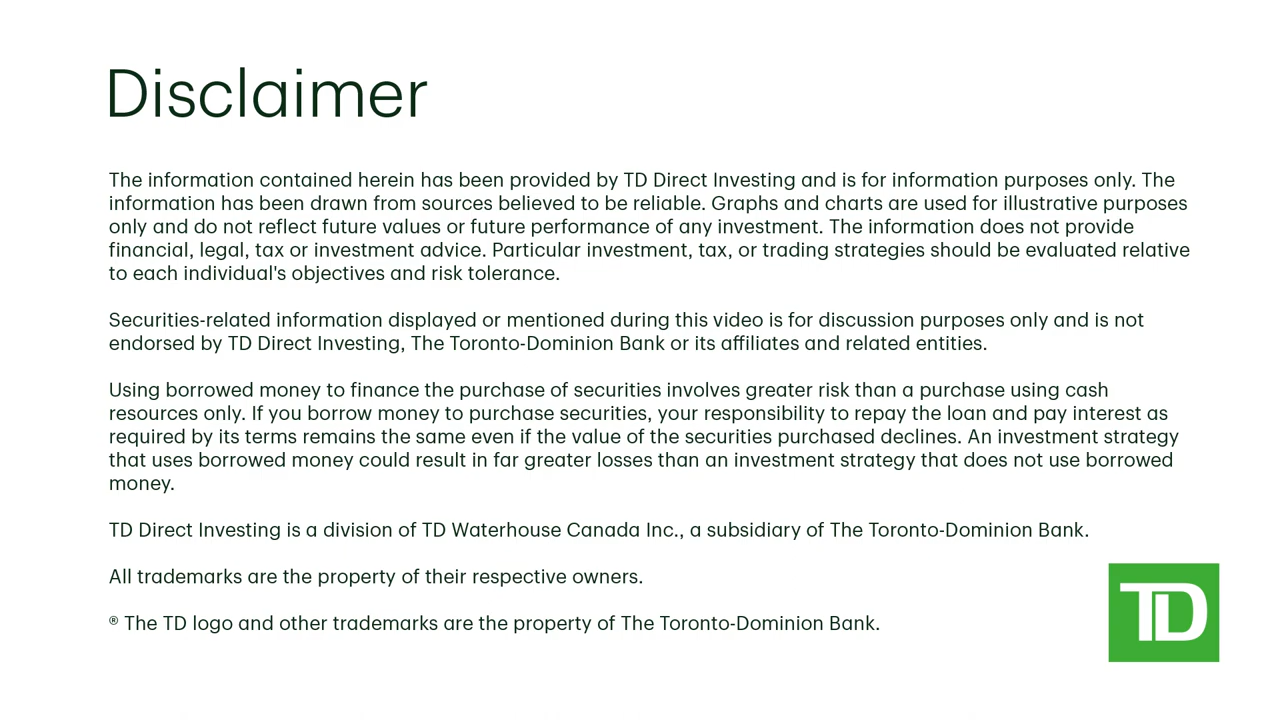 Disclaimer
The information contained herein has been provided by TD Direct Investing and is for information purposes only. The
information has been drawn from sources believed to be reliable. Graphs and charts are used for illustrative purposes
only and do not reflect future values or future performance of any investment. The information does not provide
financial, legal, tax or investment advice. Particular investment, tax, or trading strategies should be evaluated relative
to each individual's objectives and risk tolerance.
Securities-related information displayed or mentioned during this video is for discussion purposes only and is not
endorsed by TD Direct Investing, The Toronto-Dominion Bank or its affiliates and related entities.
Using borrowed money to finance the purchase of securities involves greater risk than a purchase using cash
resources only. If you borrow money to purchase securities, your responsibility to repay the loan and pay interest as
required by its terms remains the same even if the value of the securities purchased declines. An investment strategy
that uses borrowed money could result in far greater losses than an investment strategy that does not use borrowed
money.
TD Direct Investing is a division of TD Waterhouse Canada Inc., a subsidiary of The Toronto-Dominion Bank.
All trademarks are the property of their respective owners.
® The TD logo and other trademarks are the property of The Toronto-Dominion Bank.
TD